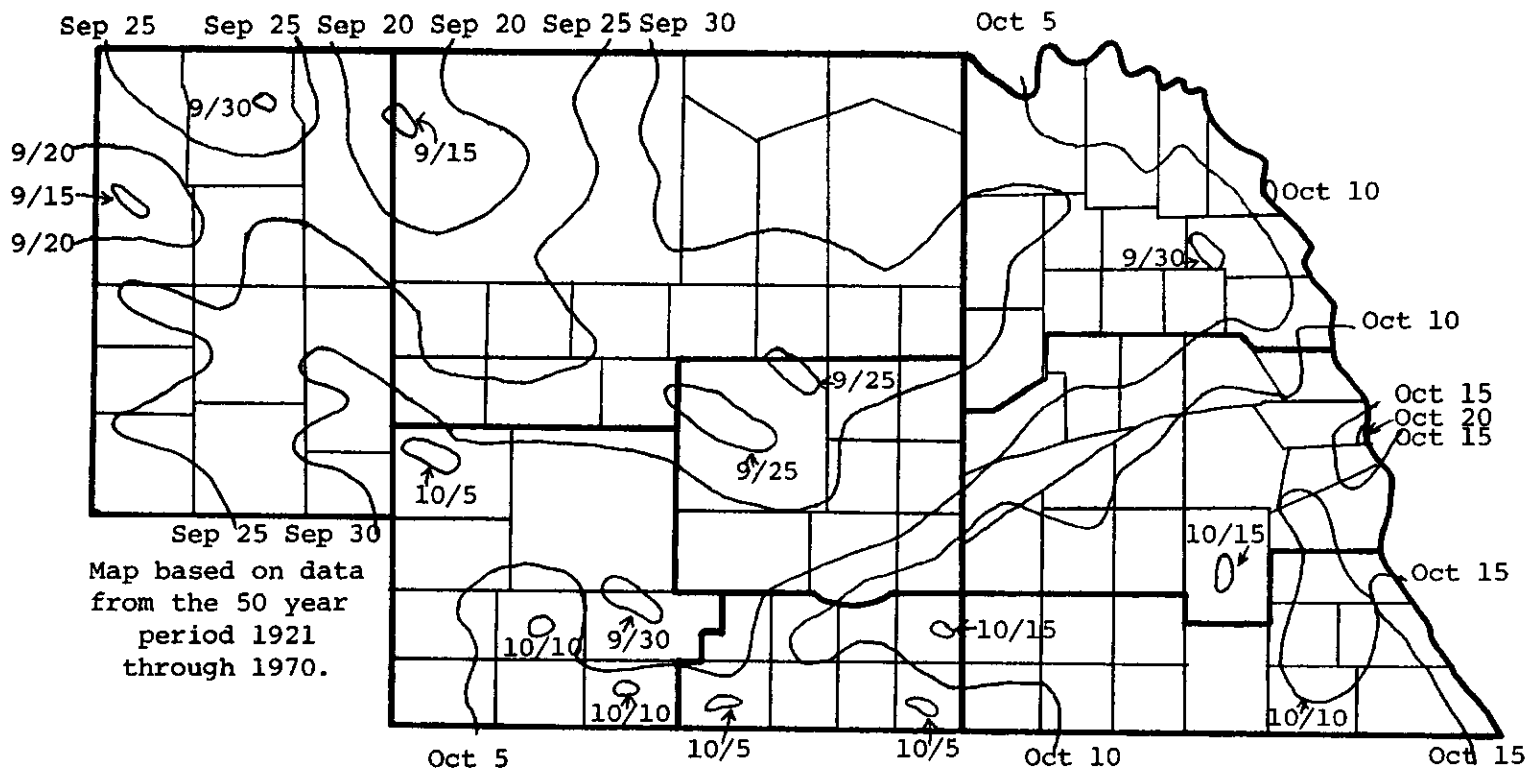 Sep 25 Sep 25 Sep 20 Sep 20 Sep 25 Sep 30 Oct 5
9/30
9/15
9/20
9/15
9/20
Oct 10
9/30
Oct 10
9/25
Oct 15
Oct 20
Oct 15
9/25
10/5
Sep 25 Sep 30
10/15
Map based on data
from the 50 year
period 1921
through 1970.
Oct 15
10/10
9/30
10/15
10/10
10/5
10/5
10/10
Oct 5
Oct 10
Oct 15